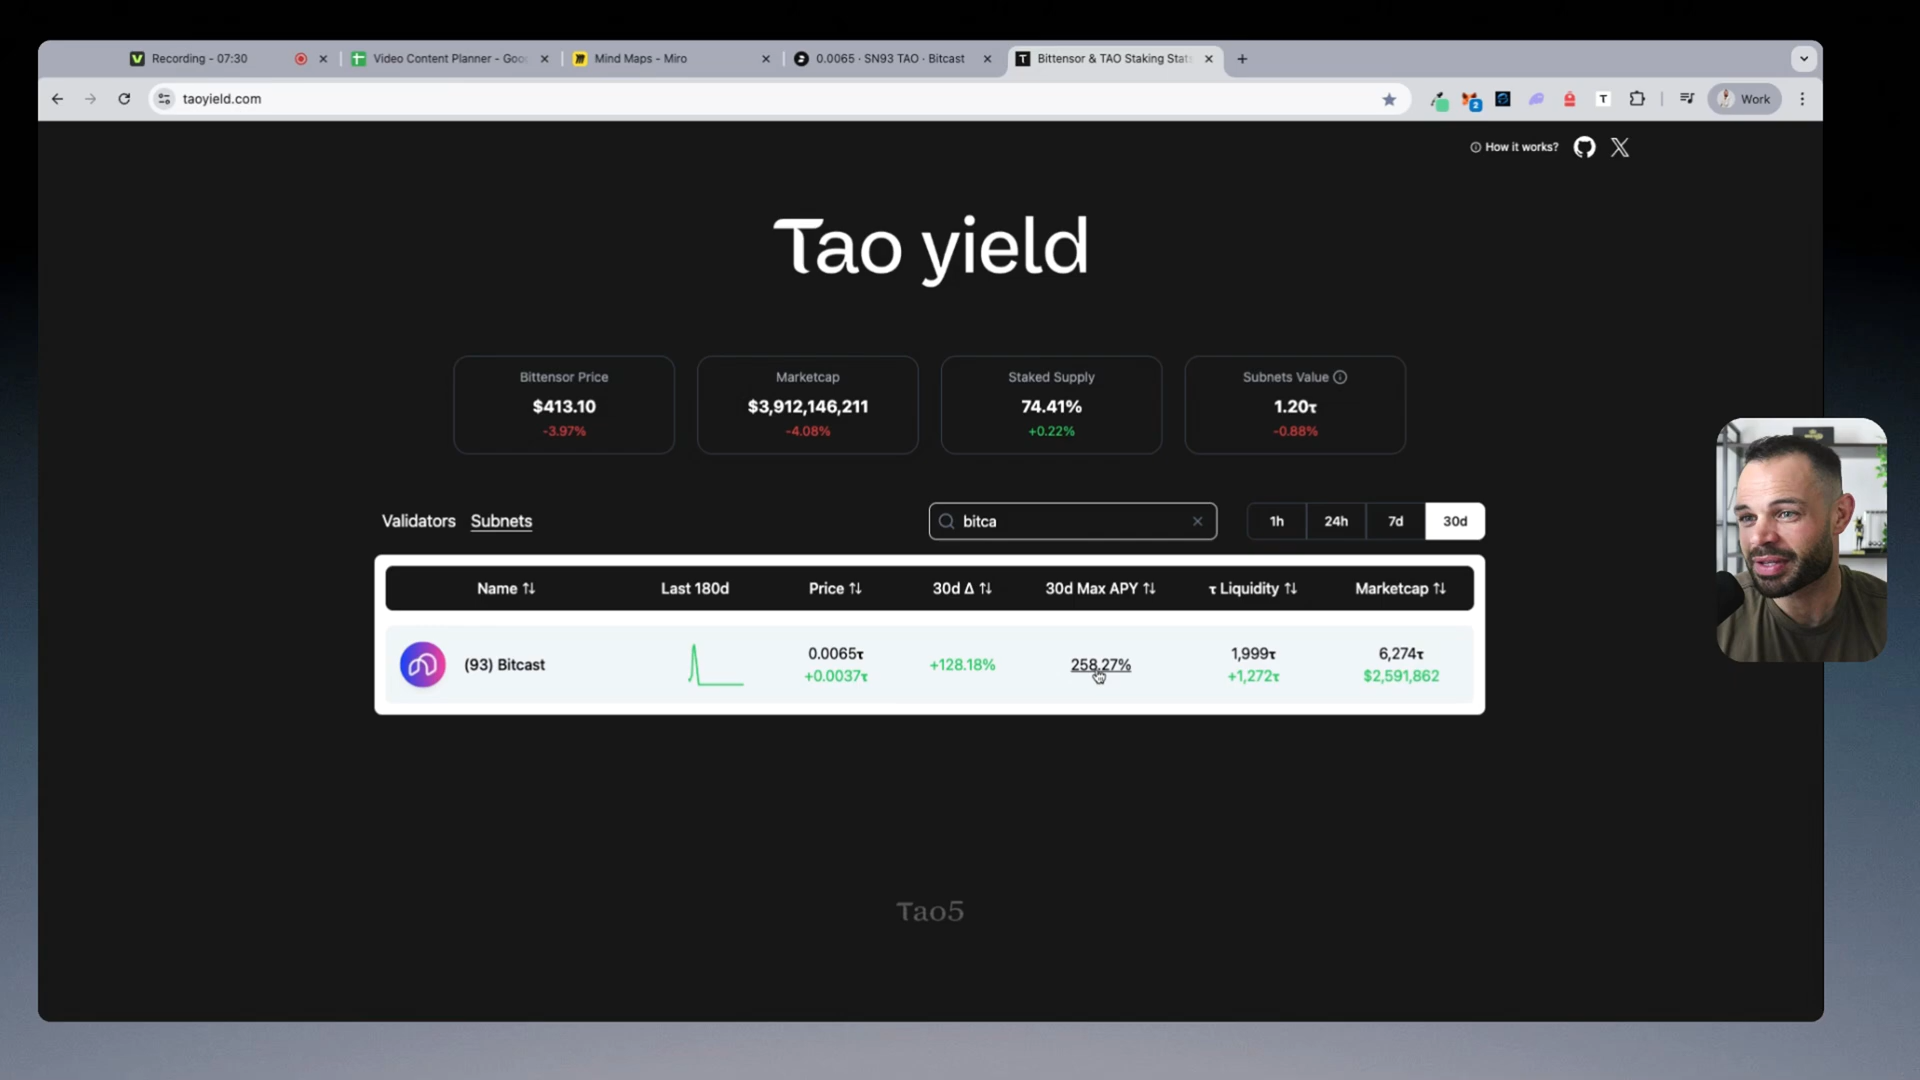 Recording - 07:30
Video Content Planner - Goo
Mind Maps - Miro
0.0065 · SN93 TAO · Bitcast
Bittensor & TAO Staking Stat
taoyield.com
2
T
Work
How it works?
Tao yield
Bittensor Price
$413.10
-3.97%
Marketcap
$3,912,146,211
-4.08%
Staked Supply
74.41%
+0.22%
Subnets Value
1.20τ
-0.88%
Validators Subnets
bitca
1h 24h 7d 30d
Name Last 180d Price 30d Δ 30d Max APY τ Liquidity Marketcap
(93) Bitcast
0.0065τ
+0.0037τ
+128.18%
258.27%
1,999τ
+1,272τ
6,274τ
$2,591,862
Tao5